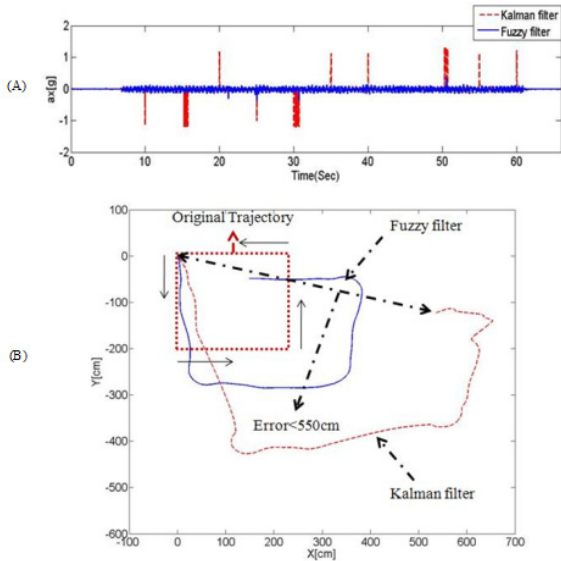 Kalman filter
Fuzzy filter
(A)
ax[g]
2
1
0
-1
-2
0 10 20 30 40 50 60
Time(Sec)
(B)
Y[cm]
100
0
-100
-200
-300
-400
-500
-600
Original Trajectory
Fuzzy filter
Error<550cm
Kalman filter
-100 0 100 200 300 400 500 600 700
X[cm]